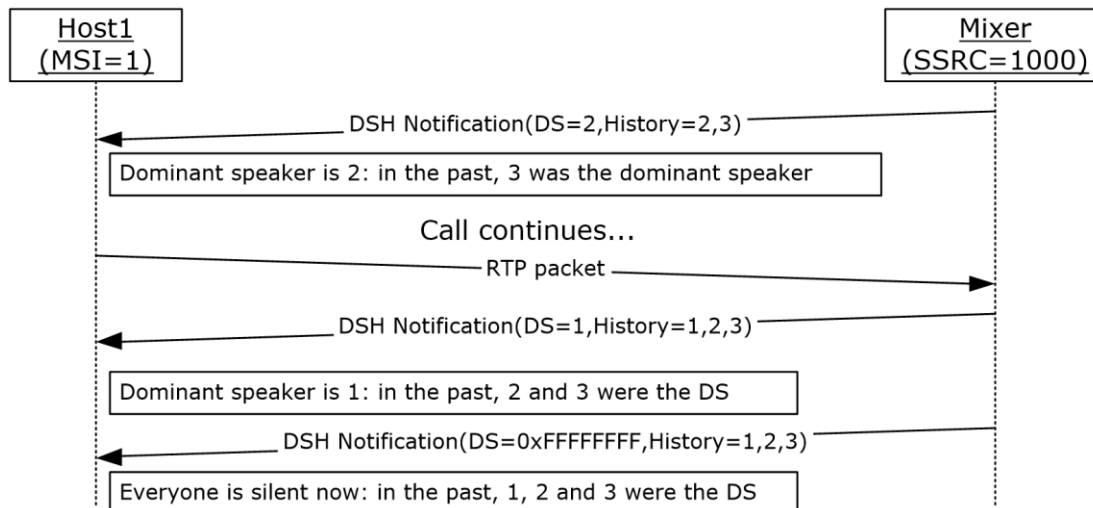 Host1
(MSI=1)
Mixer
(SSRC=1000)
DSH Notification(DS=2,History=2,3)
Dominant speaker is 2: in the past, 3 was the dominant speaker
Call continues...
RTP packet
DSH Notification(DS=1,History=1,2,3)
Dominant speaker is 1: in the past, 2 and 3 were the DS
DSH Notification(DS=0xFFFFFFFF,History=1,2,3)
Everyone is silent now: in the past, 1, 2 and 3 were the DS